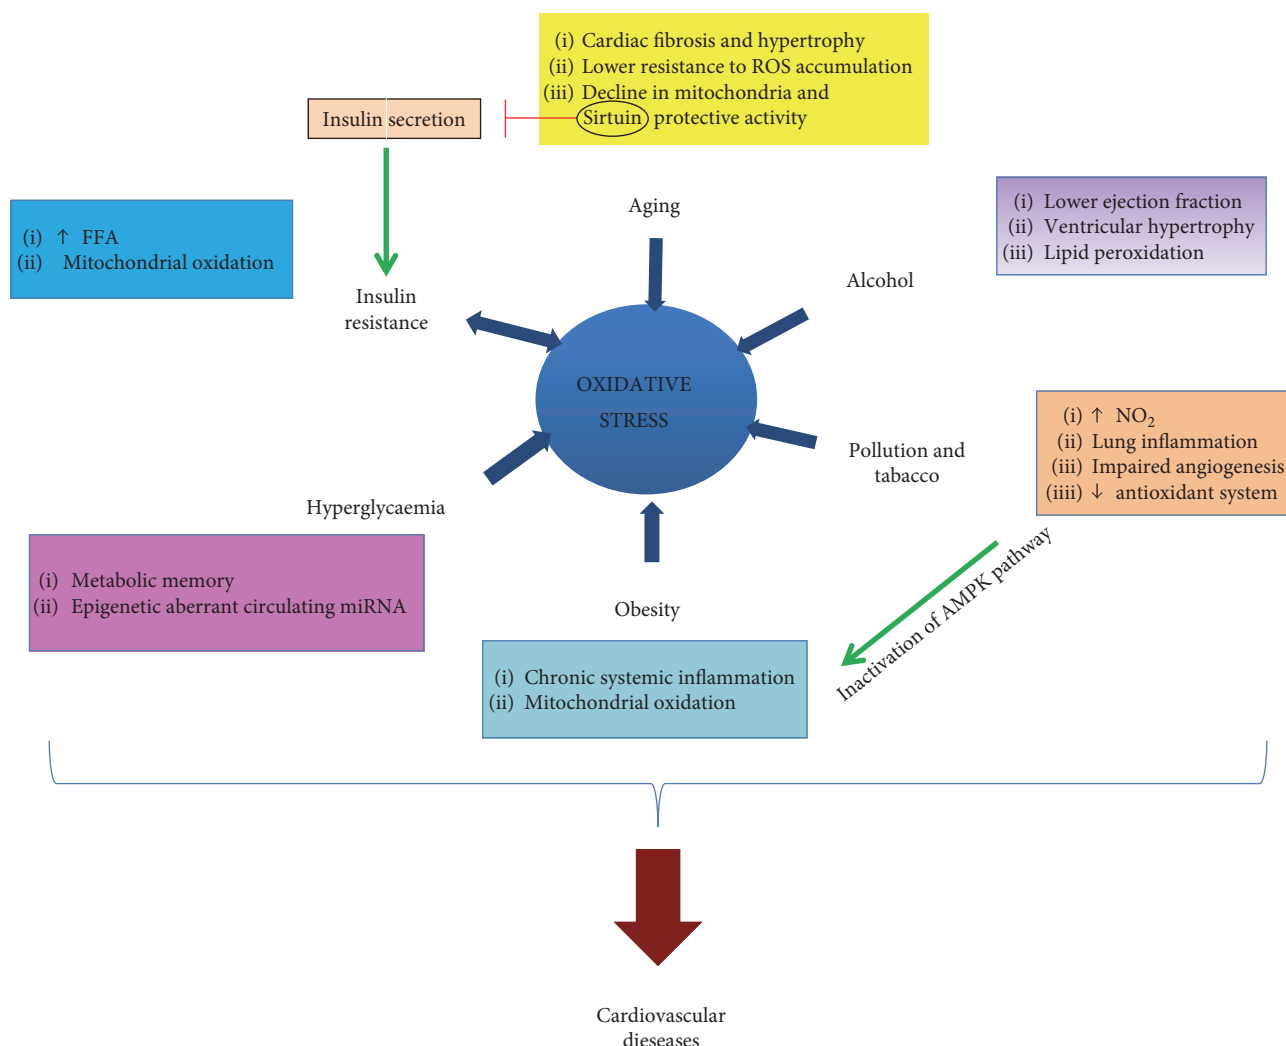 (i) Cardiac fibrosis and hypertrophy
(ii) Lower resistance to ROS accumulation
(iii) Decline in mitochondria and
Sirtuin protective activity
Insulin secretion
Aging
(i) Lower ejection fraction
(ii) Ventricular hypertrophy
(iii) Lipid peroxidation
(i) ↑ FFA
(ii) Mitochondrial oxidation
Alcohol
Insulin
resistance
OXIDATIVE
STRESS
(i) ↑ NO₂
(ii) Lung inflammation
(iii) Impaired angiogenesis
(iiii) ↓ antioxidant system
Pollution and
tabacco
Hyperglycaemia
(i) Metabolic memory
(ii) Epigenetic aberrant circulating miRNA
Inactivation of AMPK pathway
Obesity
(i) Chronic systemic inflammation
(ii) Mitochondrial oxidation
Cardiovascular
dieseases